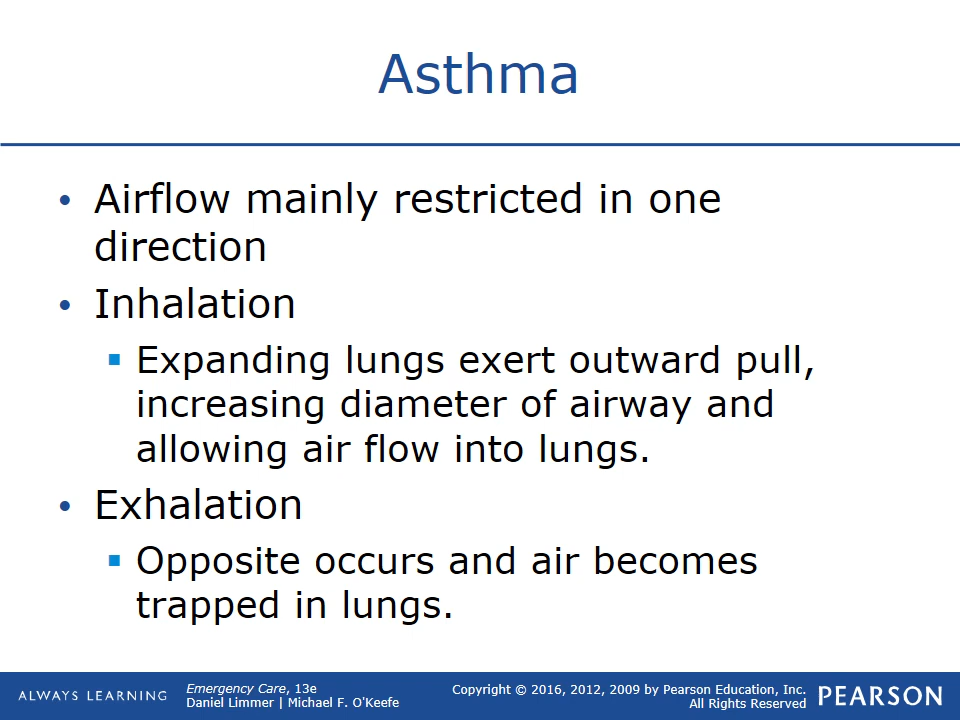 Asthma
• Airflow mainly restricted in one
direction
• Inhalation
▪ Expanding lungs exert outward pull,
increasing diameter of airway and
allowing air flow into lungs.
• Exhalation
▪ Opposite occurs and air becomes
trapped in lungs.
ALWAYS LEARNING
Emergency Care, 13e
Daniel Limmer | Michael F. O'Keefe
Copyright © 2016, 2012, 2009 by Pearson Education, Inc.
All Rights Reserved
PEARSON